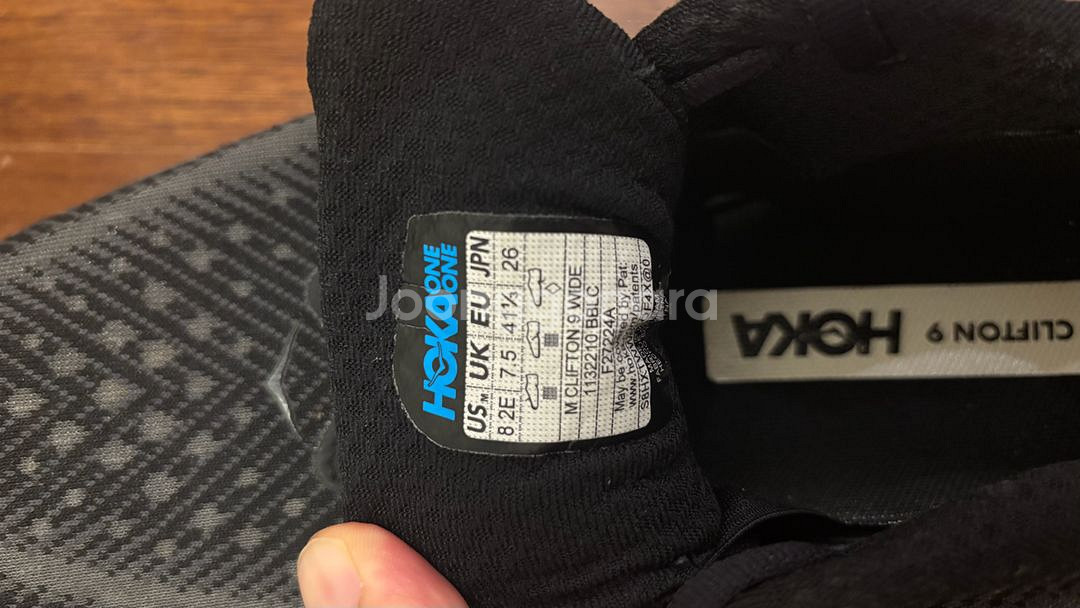 HOKA ONE ONE
US M. UK EU JPN
8 2E 7.5 41⅓ 26
M CLIFTON 9 WIDE
1132210 BBLC
F27224A
May be covered by Pat.
HOKA
CLIFTON 9